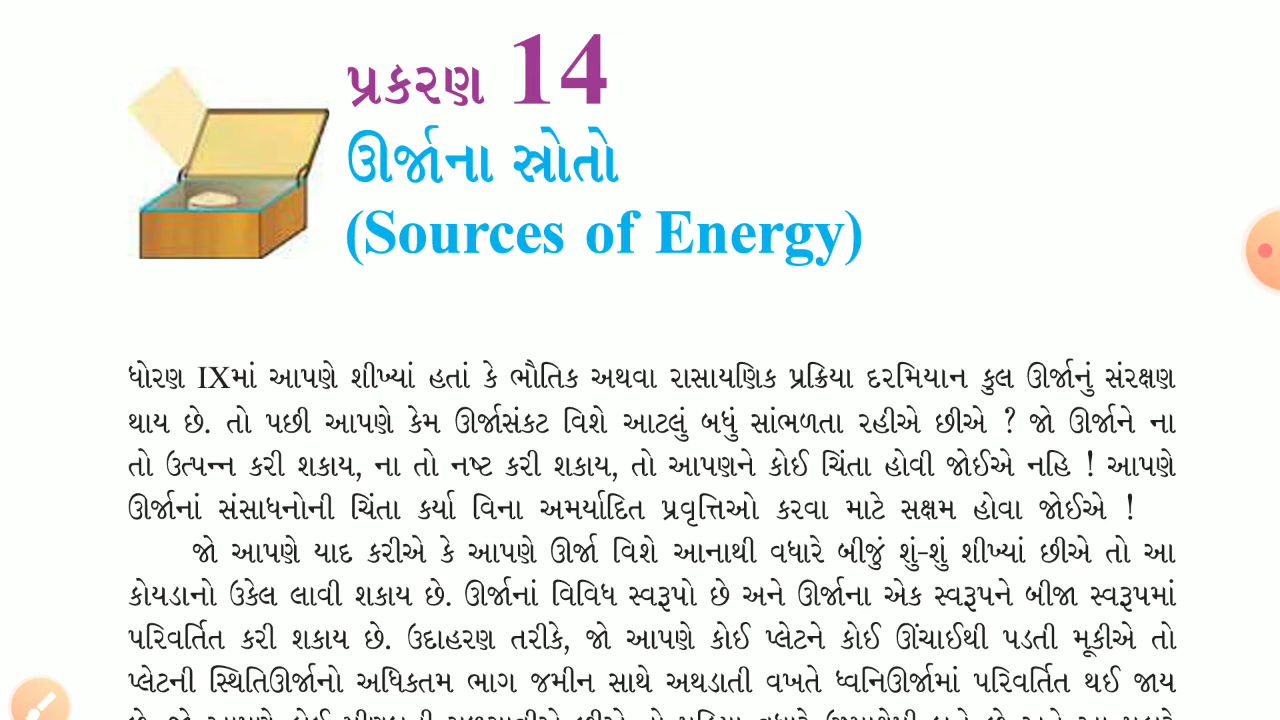 પ્રકરણ 14
ઊર્જાના સ્રોતો
(Sources of Energy)
ધોરણ IXમાં આપણે શીખ્યાં હતાં કે ભૌતિક અથવા રાસાયણિક પ્રક્રિયા દરમિયાન કુલ ઊર્જાનું સંરક્ષણ
થાય છે. તો પછી આપણે કેમ ઊર્જાસંકટ વિશે આટલું બધું સાંભળતા રહીએ છીએ ? જો ઊર્જાને ના
તો ઉત્પન્ન કરી શકાય, ના તો નષ્ટ કરી શકાય, તો આપણને કોઈ ચિંતા હોવી જોઈએ નહિ ! આપણે
ઊર્જાનાં સંસાધનોની ચિંતા કર્યા વિના અમર્યાદિત પ્રવૃત્તિઓ કરવા માટે સક્ષમ હોવા જોઈએ !
જો આપણે યાદ કરીએ કે આપણે ઊર્જા વિશે આનાથી વધારે બીજું શું-શું શીખ્યાં છીએ તો આ
કોયડાનો ઉકેલ લાવી શકાય છે. ઊર્જાનાં વિવિધ સ્વરૂપો છે અને ઊર્જાના એક સ્વરૂપને બીજા સ્વરૂપમાં
પરિવર્તિત કરી શકાય છે. ઉદાહરણ તરીકે, જો આપણે કોઈ પ્લેટને કોઈ ઊંચાઈથી પડતી મૂકીએ તો
પ્લેટની સ્થિતિઊર્જાનો અધિકતમ ભાગ જમીન સાથે અથડાતી વખતે ધ્વનિઊર્જામાં પરિવર્તિત થઈ જાય